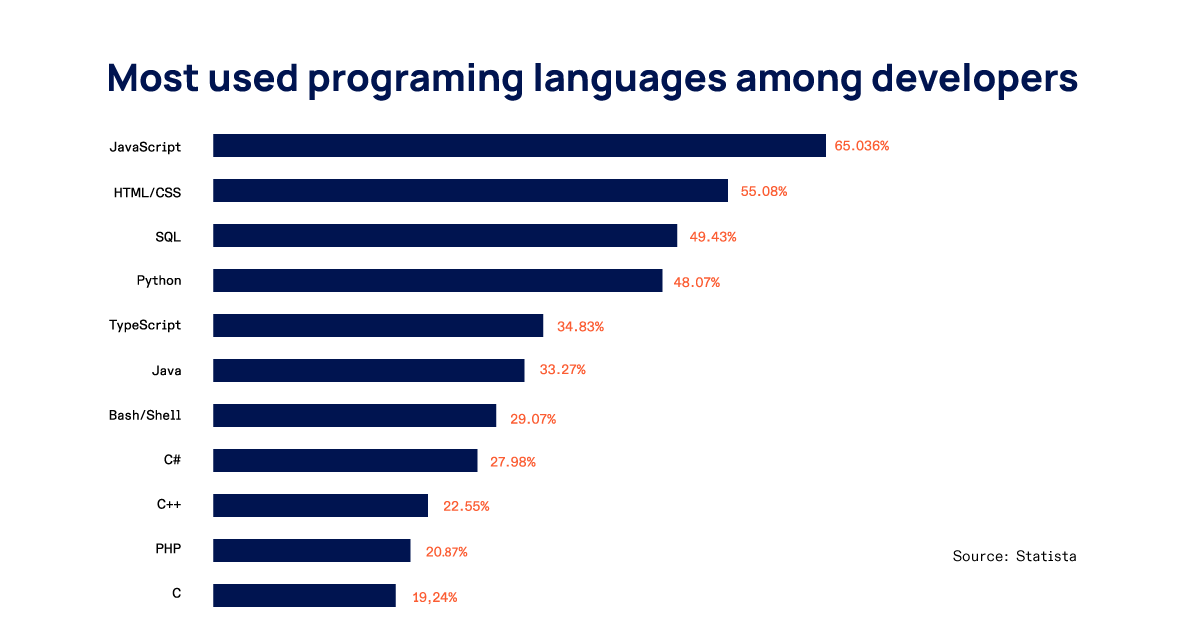 Most used programing languages among developers
JavaScript 65.036%
HTML/CSS 55.08%
SQL 49.43%
Python 48.07%
TypeScript 34.83%
Java 33.27%
Bash/Shell 29.07%
C# 27.98%
C++ 22.55%
PHP 20.87%
Source: Statista
C 19,24%